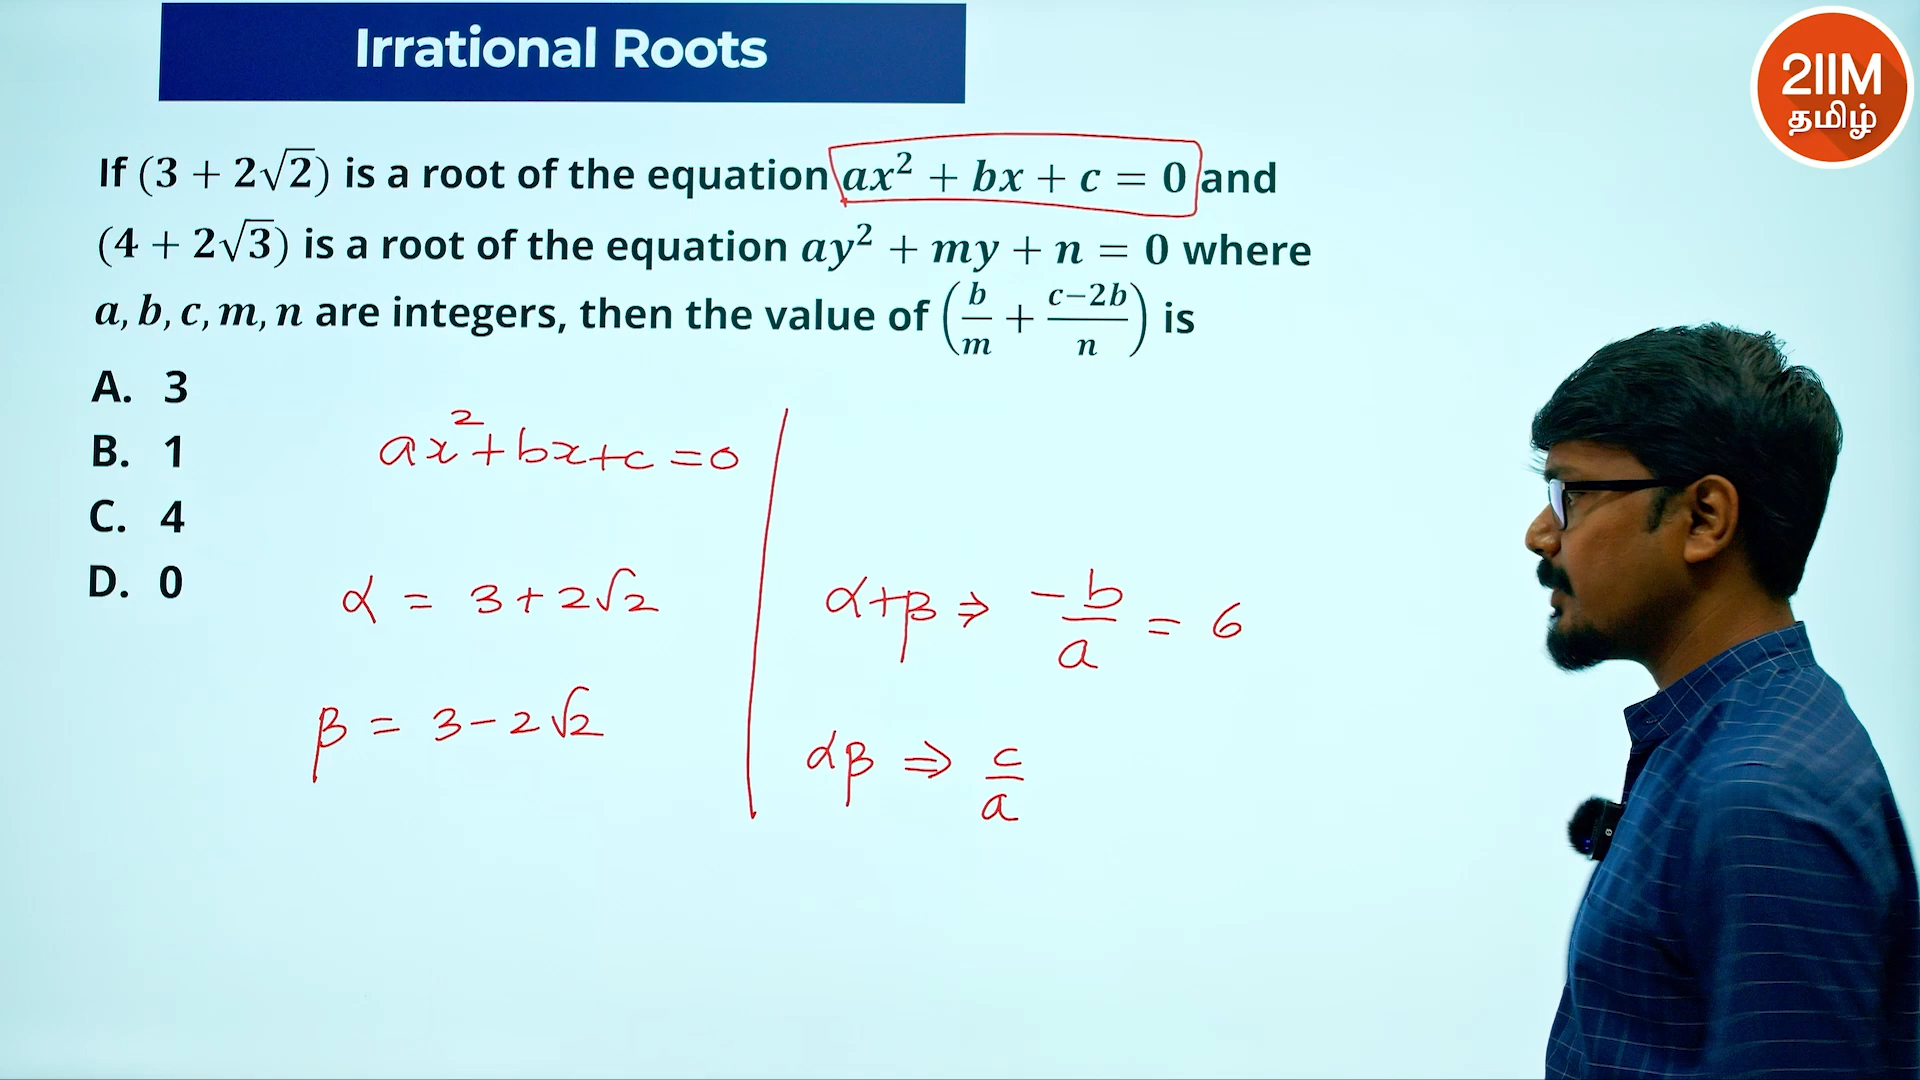 Irrational Roots
2IIM
தமிழ்
If (3 + 2√2) is a root of the equation ax² + bx + c = 0 and
(4 + 2√3) is a root of the equation ay² + my + n = 0 where
a, b, c, m, n are integers, then the value of (b/m + (c−2b)/n) is
A. 3
B. 1
C. 4
D. 0
ax² + bx + c = 0
α = 3 + 2√2
β = 3 − 2√2
α + β ⇒ −b/a = 6
αβ ⇒ c/a